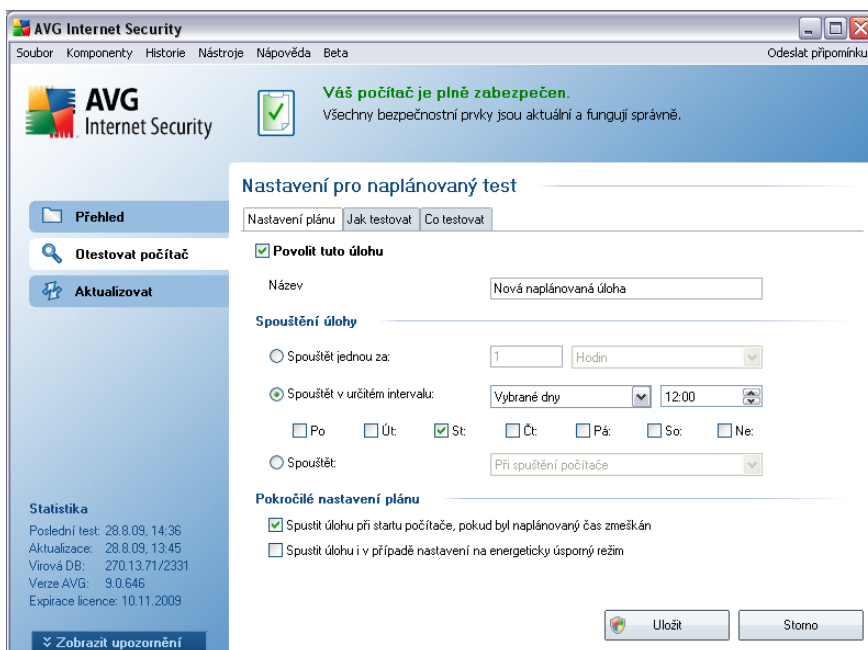 AVG Internet Security
Soubor Komponenty Historie Nástroje Nápověda Beta Odeslat připomínku
AVG
Internet Security
Váš počítač je plně zabezpečen.
Všechny bezpečnostní prvky jsou aktuální a fungují správně.
Přehled
Otestovat počítač
Aktualizovat
Nastavení pro naplánovaný test
Nastavení plánu Jak testovat Co testovat
Povolit tuto úlohu
Název Nová naplánovaná úloha
Spouštění úlohy
Spouštět jednou za: 1 Hodin
Spouštět v určitém intervalu: Vybrané dny 12:00
Po Út: St: Čt: Pá: So: Ne:
Spouštět: Při spuštění počítače
Pokročilé nastavení plánu
Spustit úlohu při startu počítače, pokud byl naplánovaný čas zmeškán
Spustit úlohu i v případě nastavení na energeticky úsporný režim
Statistika
Poslední test: 28.8.09, 14:36
Aktualizace: 28.8.09, 13:45
Virová DB: 270.13.71/2331
Verze AVG: 9.0.646
Expirace licence: 10.11.2009
Zobrazit upozornění
Uložit Storno